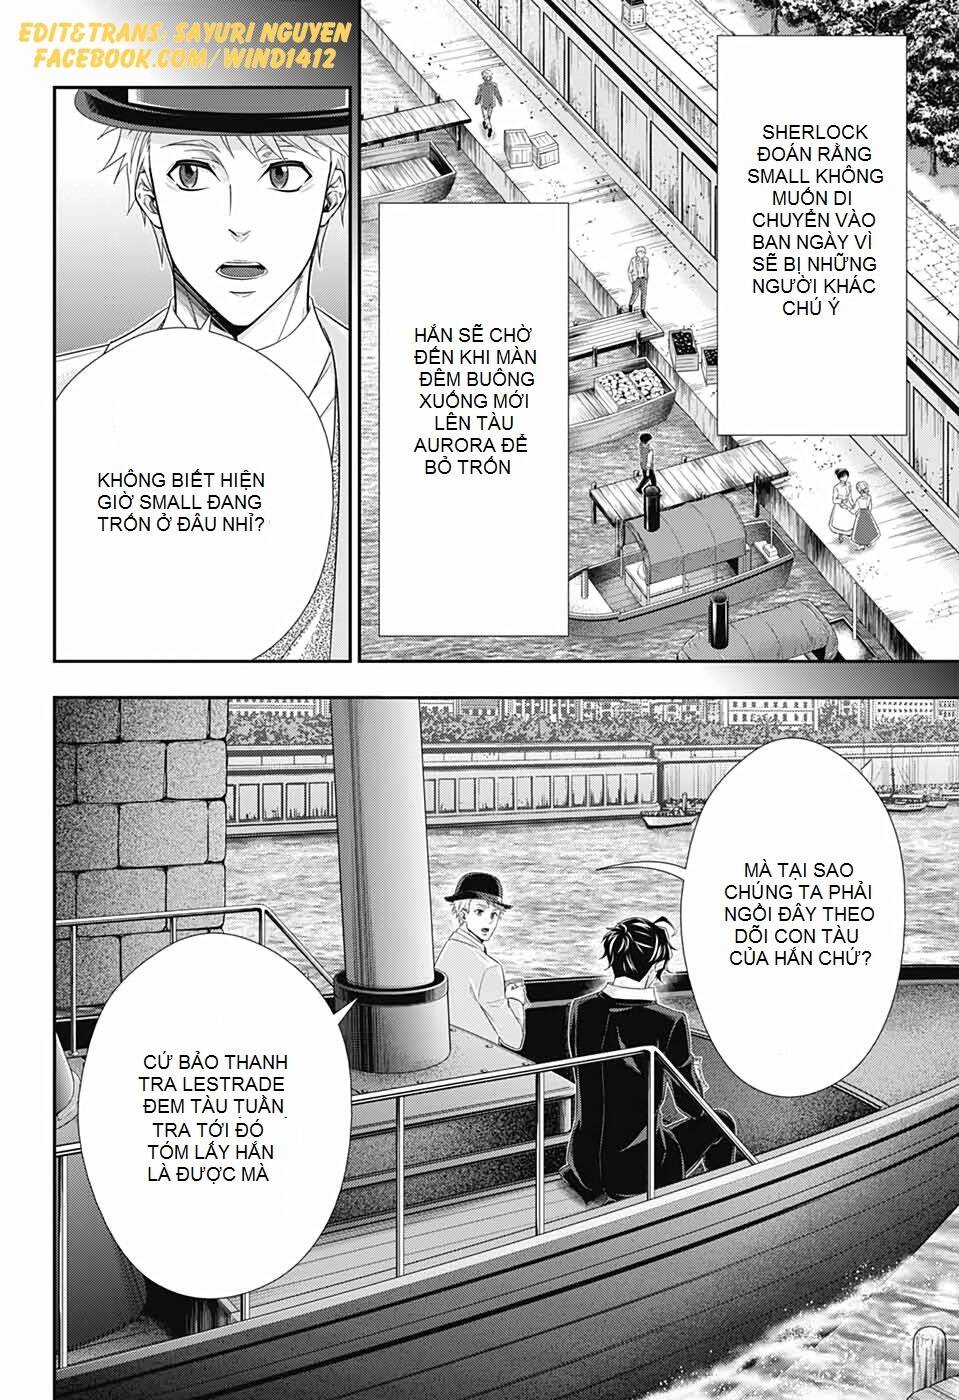 EDIT&TRANS: SAYURI NGUYEN
FACEBOOK.COM/WIND1412
SHERLOCK
ĐOÁN RẰNG
SMALL KHÔNG
MUỐN DI
CHUYỂN VÀO
BAN NGÀY VÌ
SẼ BỊ NHỮNG
NGƯỜI KHÁC
CHÚ Ý
HẮN SẼ CHỜ
ĐẾN KHI MÀN
ĐÊM BUÔNG
XUỐNG MỚI
LÊN TÀU
AURORA ĐỂ
BỎ TRỐN
KHÔNG BIẾT HIỆN
GIỜ SMALL ĐANG
TRỐN Ở ĐÂU NHỈ?
MÀ TẠI SAO
CHÚNG TA PHẢI
NGỒI ĐÂY THEO
DÕI CON TÀU
CỦA HẮN CHỨ?
CỨ BẢO THANH
TRA LESTRADE
ĐEM TÀU TUẦN
TRA TỚI ĐÓ
TÓM LẤY HẮN
LÀ ĐƯỢC MÀ